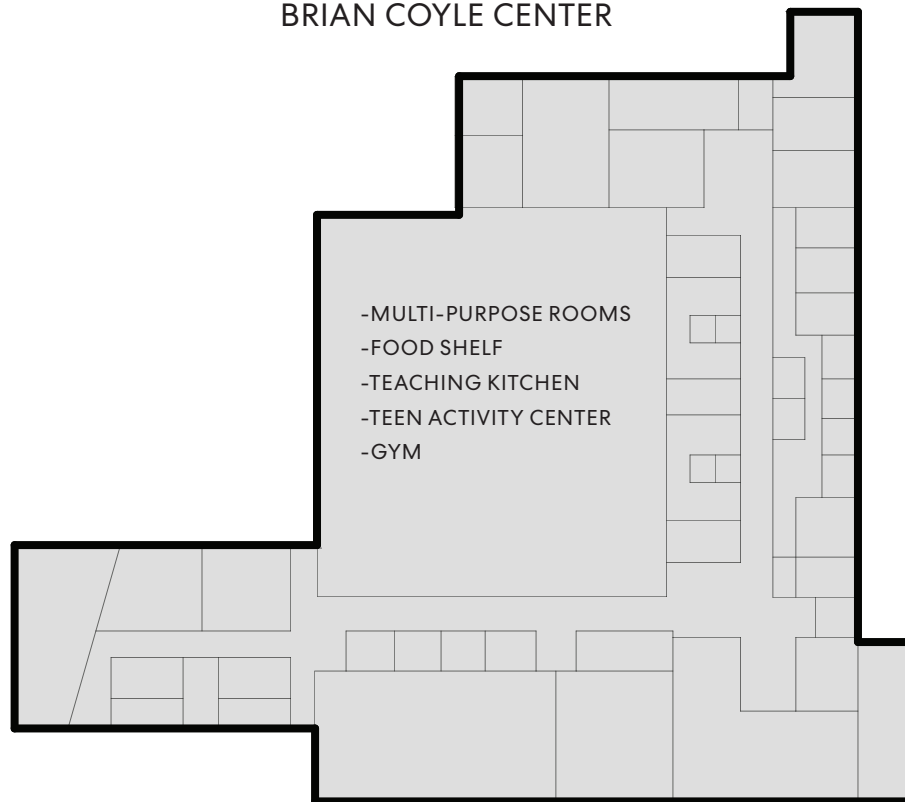 BRIAN COYLE CENTER
-MULTI-PURPOSE ROOMS
-FOOD SHELF
-TEACHING KITCHEN
-TEEN ACTIVITY CENTER
-GYM